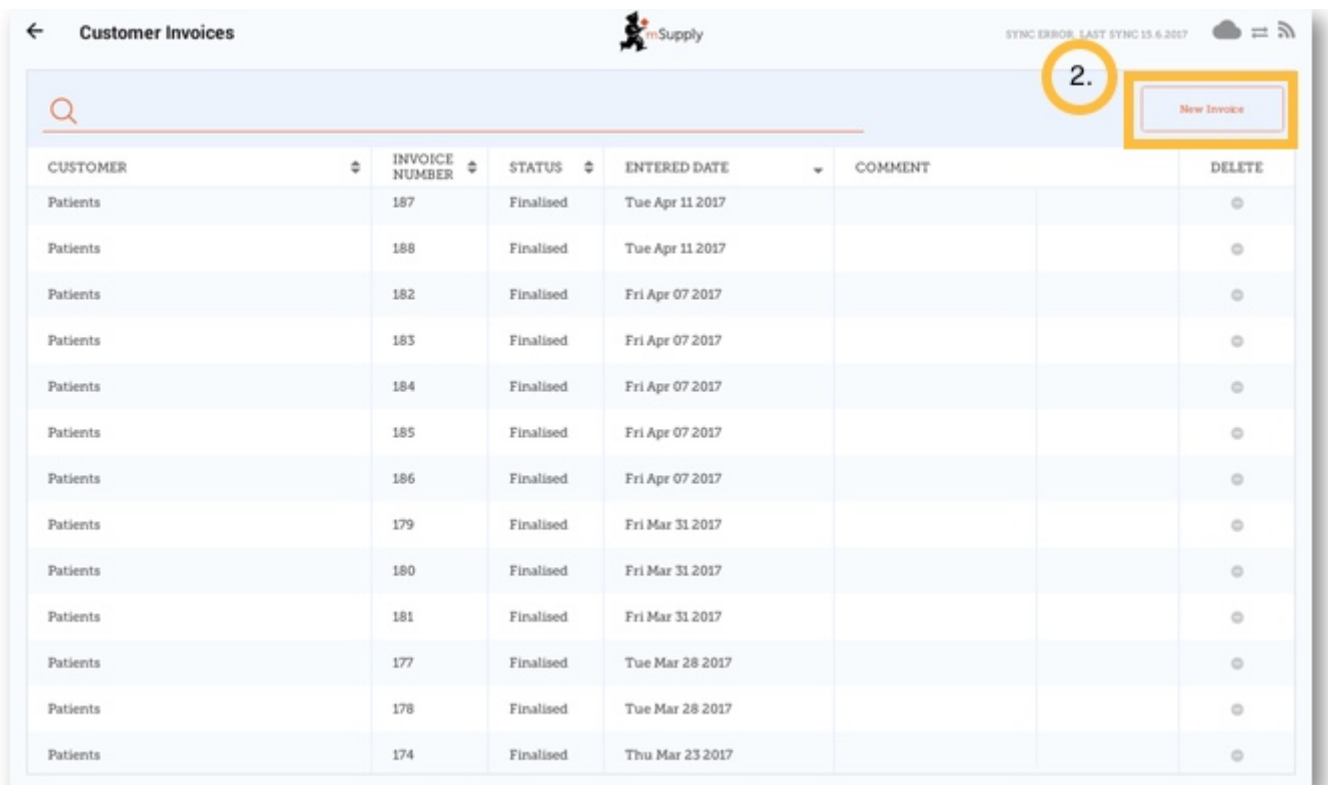 Customer Invoices
mSupply
SYNC ERROR. LAST SYNC 15.6.2017
2.
New Invoice
CUSTOMER INVOICE NUMBER STATUS ENTERED DATE COMMENT DELETE
Patients 187 Finalised Tue Apr 11 2017
Patients 188 Finalised Tue Apr 11 2017
Patients 182 Finalised Fri Apr 07 2017
Patients 183 Finalised Fri Apr 07 2017
Patients 184 Finalised Fri Apr 07 2017
Patients 185 Finalised Fri Apr 07 2017
Patients 186 Finalised Fri Apr 07 2017
Patients 179 Finalised Fri Mar 31 2017
Patients 180 Finalised Fri Mar 31 2017
Patients 181 Finalised Fri Mar 31 2017
Patients 177 Finalised Tue Mar 28 2017
Patients 178 Finalised Tue Mar 28 2017
Patients 174 Finalised Thu Mar 23 2017